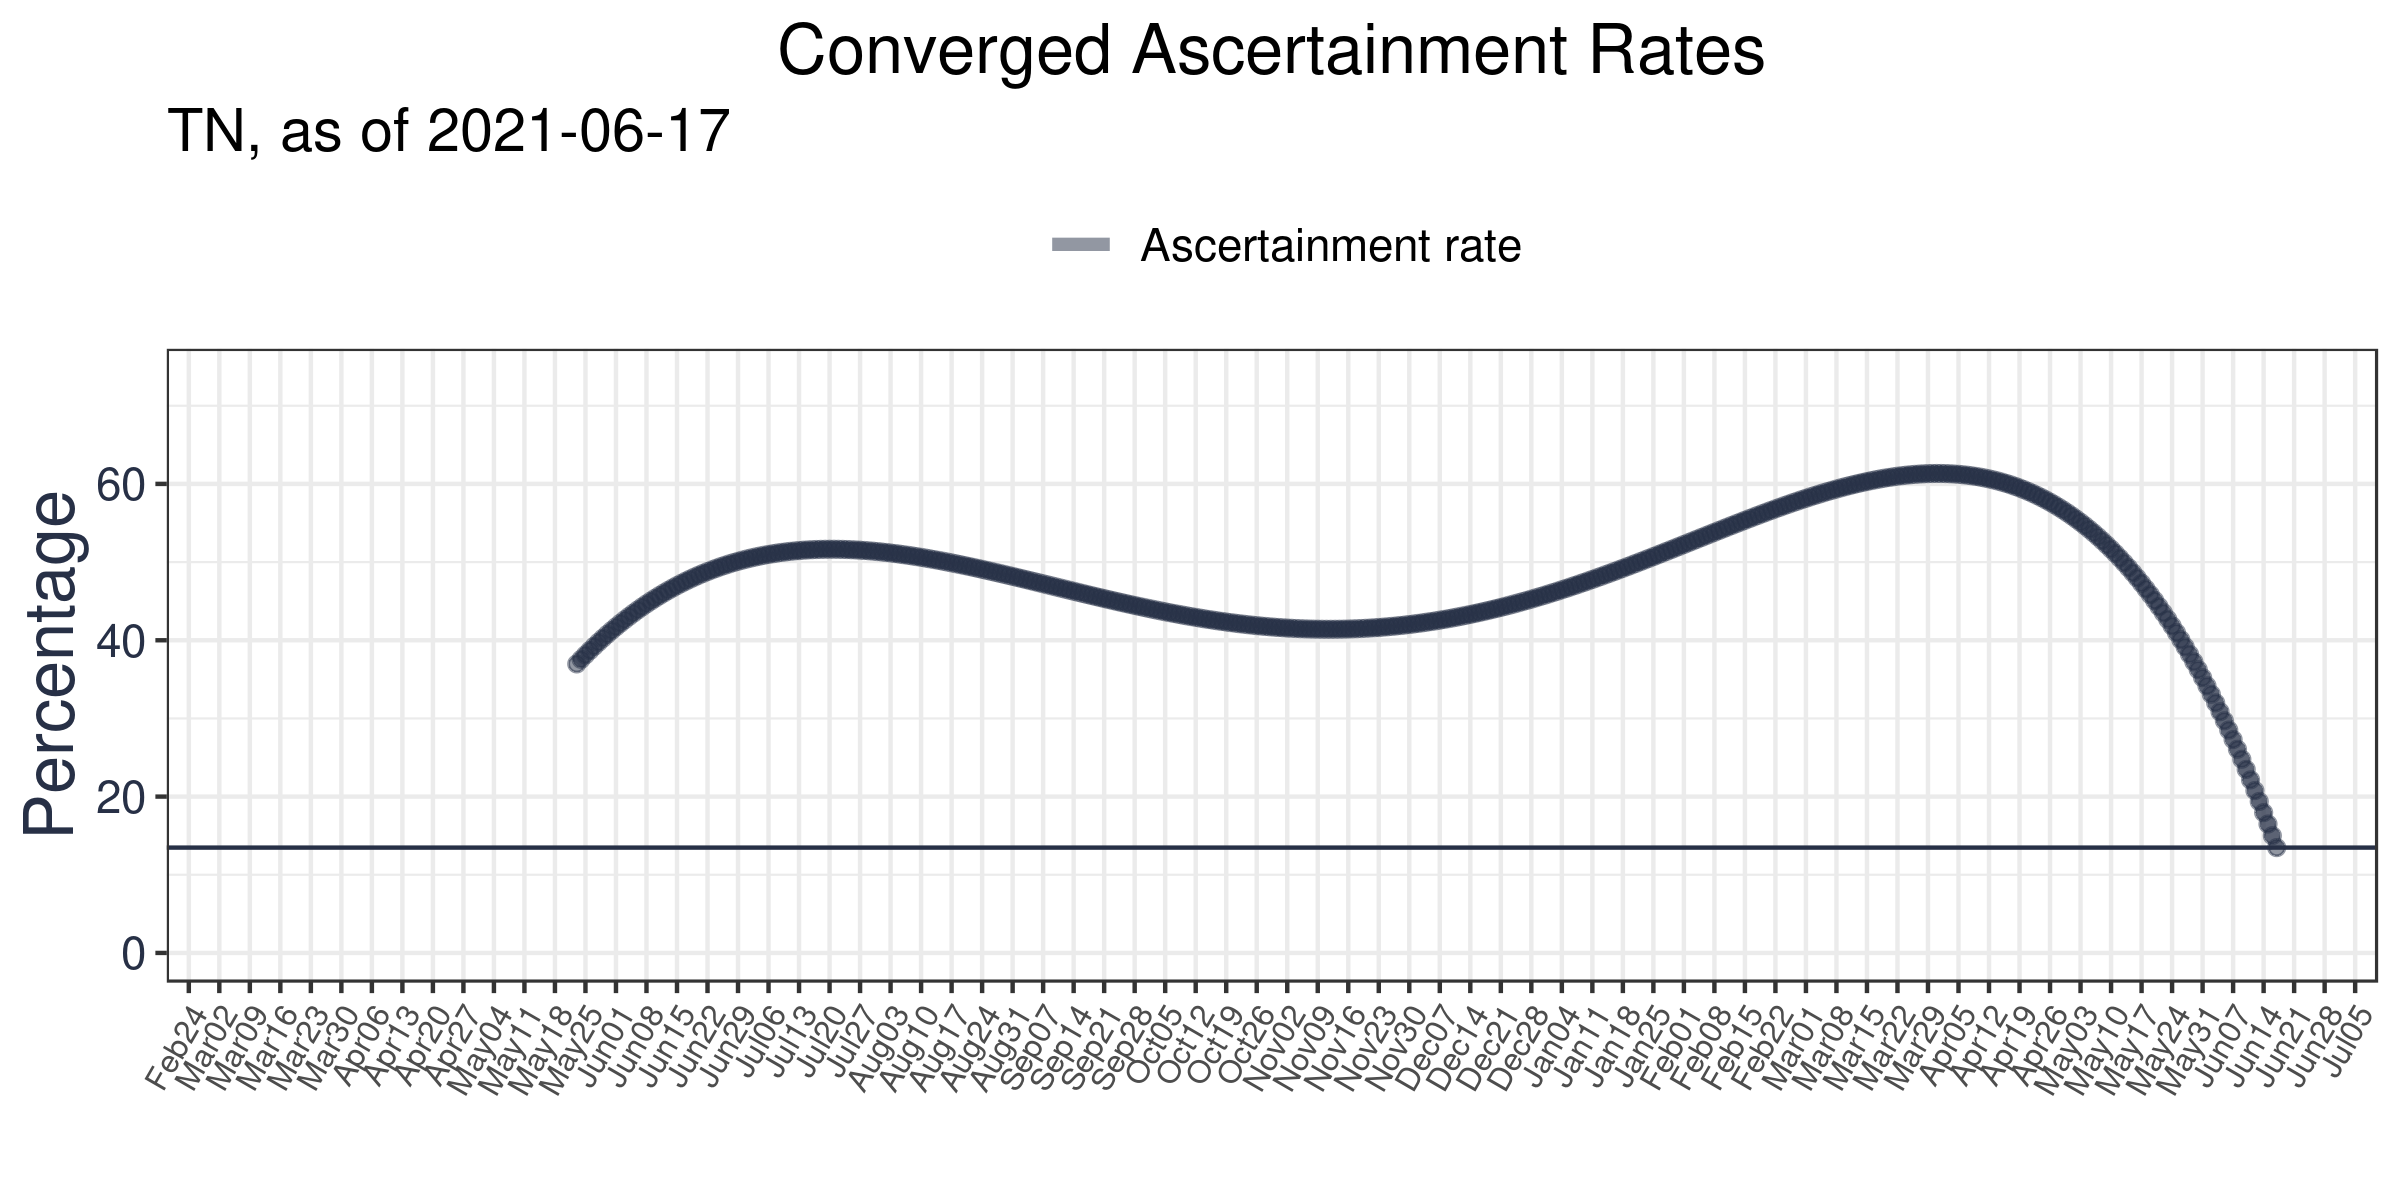 Converged Ascertainment Rates
TN, as of 2021-06-17
Ascertainment rate
Percentage
60
40
20
0
Feb24
Mar02
Mar09
Mar16
Mar23
Mar30
Apr06
Apr13
Apr20
Apr27
May04
May11
May18
May25
Jun01
Jun08
Jun15
Jun22
Jun29
Jul06
Jul13
Jul20
Jul27
Aug03
Aug10
Aug17
Aug24
Aug31
Sep07
Sep14
Sep21
Sep28
Oct05
Oct12
Oct19
Oct26
Nov02
Nov09
Nov16
Nov23
Nov30
Dec07
Dec14
Dec21
Dec28
Jan04
Jan11
Jan18
Jan25
Feb01
Feb08
Feb15
Feb22
Mar01
Mar08
Mar15
Mar22
Mar29
Apr05
Apr12
Apr19
Apr26
May03
May10
May17
May24
May31
Jun07
Jun14
Jun21
Jun28
Jul05